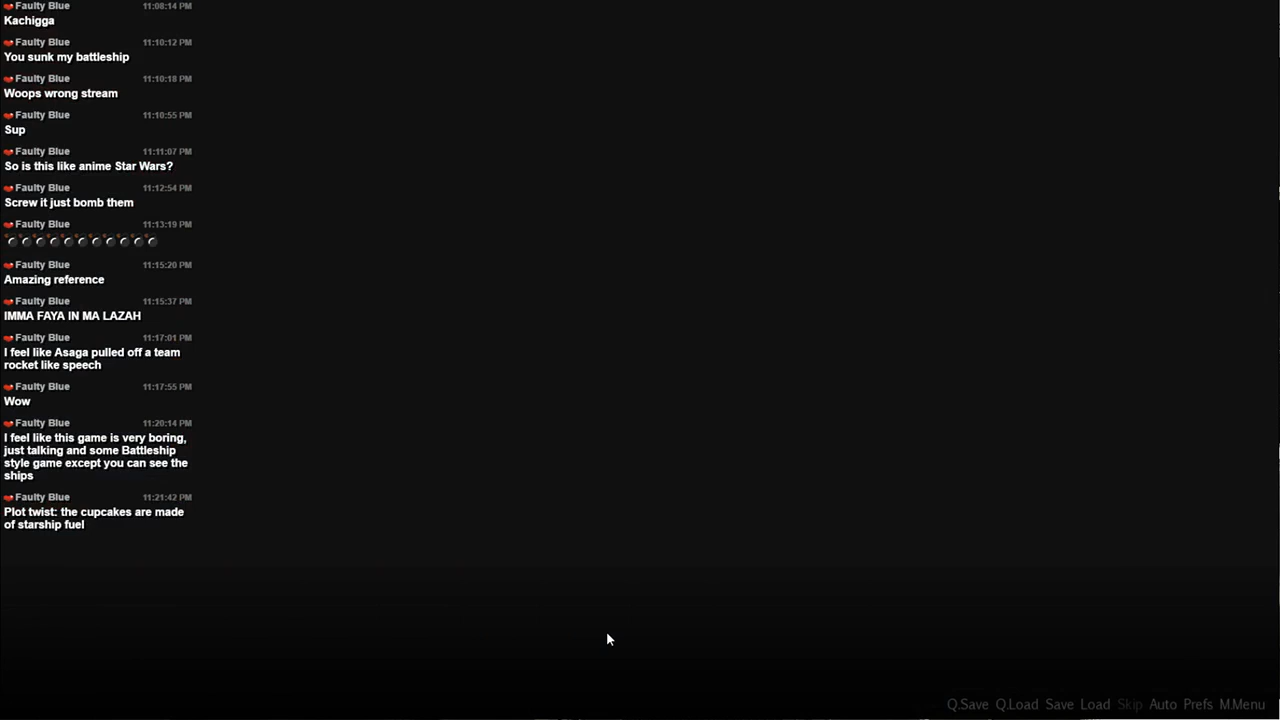 Faulty Blue 11:08:14 PM
Kachigga
Faulty Blue 11:10:12 PM
You sunk my battleship
Faulty Blue 11:10:18 PM
Woops wrong stream
Faulty Blue 11:10:55 PM
Sup
Faulty Blue 11:11:07 PM
So is this like anime Star Wars?
Faulty Blue 11:12:54 PM
Screw it just bomb them
Faulty Blue 11:13:19 PM
💣💣💣💣💣💣💣💣💣💣💣
Faulty Blue 11:15:20 PM
Amazing reference
Faulty Blue 11:15:37 PM
IMMA FAYA IN MA LAZAH
Faulty Blue 11:17:01 PM
I feel like Asaga pulled off a team
rocket like speech
Faulty Blue 11:17:55 PM
Wow
Faulty Blue 11:20:14 PM
I feel like this game is very boring,
just talking and some Battleship
style game except you can see the
ships
Faulty Blue 11:21:42 PM
Plot twist: the cupcakes are made
of starship fuel
Q.Save Q.Load Save Load Skip Auto Prefs M.Menu